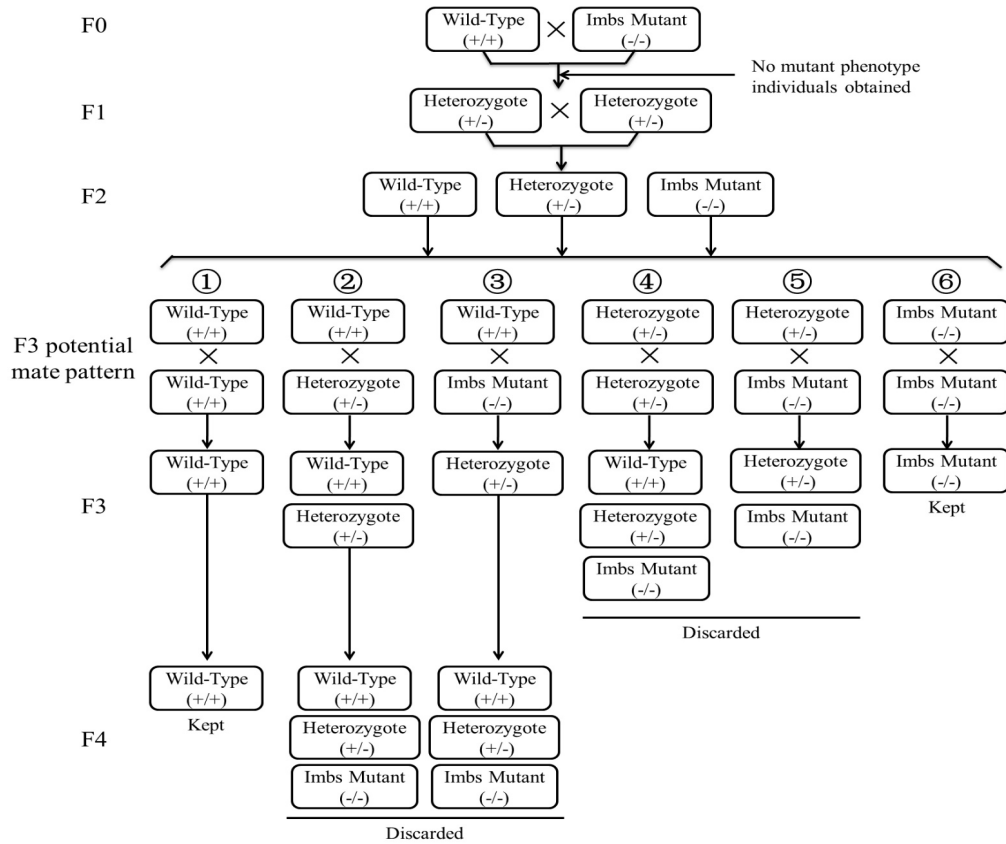 F0
Wild-Type
(+/+)
×
Imbs Mutant
(-/-)
No mutant phenotype
individuals obtained
F1
Heterozygote
(+/-)
×
Heterozygote
(+/-)
F2
Wild-Type
(+/+)
Heterozygote
(+/-)
Imbs Mutant
(-/-)
F3 potential
mate pattern
①
Wild-Type
(+/+)
×
Wild-Type
(+/+)
②
Wild-Type
(+/+)
×
Heterozygote
(+/-)
③
Wild-Type
(+/+)
×
Imbs Mutant
(-/-)
④
Heterozygote
(+/-)
×
Heterozygote
(+/-)
⑤
Heterozygote
(+/-)
×
Imbs Mutant
(-/-)
⑥
Imbs Mutant
(-/-)
×
Imbs Mutant
(-/-)
F3
Wild-Type
(+/+)
Wild-Type
(+/+)
Heterozygote
(+/-)
Heterozygote
(+/-)
Wild-Type
(+/+)
Heterozygote
(+/-)
Imbs Mutant
(-/-)
Heterozygote
(+/-)
Imbs Mutant
(-/-)
Discarded
Imbs Mutant
(-/-)
Kept
F4
Wild-Type
(+/+)
Kept
Wild-Type
(+/+)
Heterozygote
(+/-)
Imbs Mutant
(-/-)
Wild-Type
(+/+)
Heterozygote
(+/-)
Imbs Mutant
(-/-)
Discarded